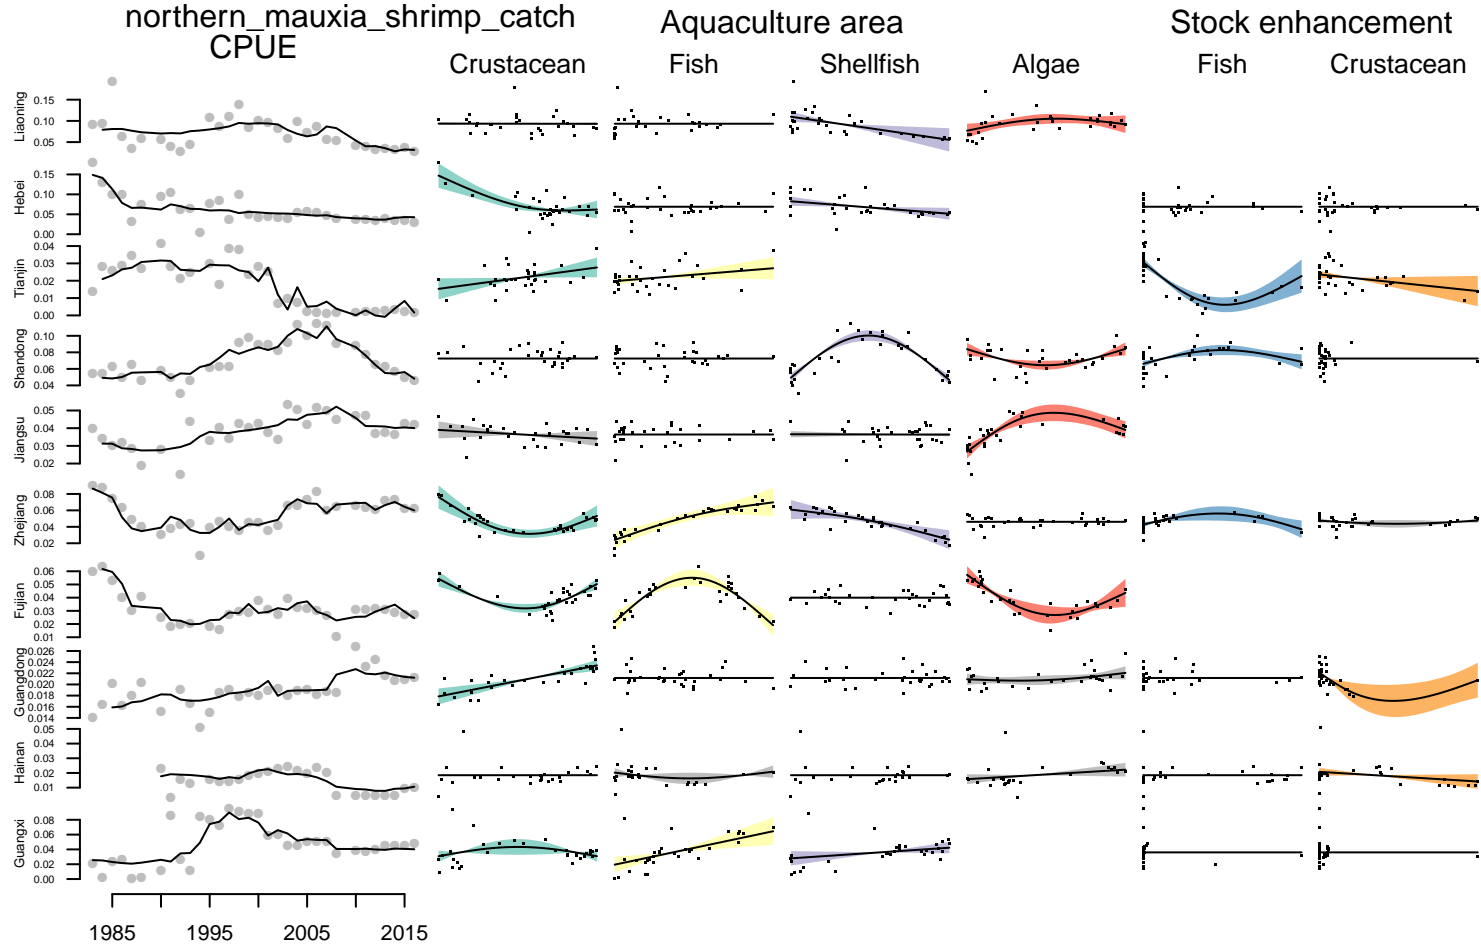 northern_mauxia_shrimp_catch
CPUE
Aquaculture area
Stock enhancement
Crustacean
Fish
Shellfish
Algae
Fish
Crustacean
Liaoning
0.15
0.10
0.05
Hebei
0.15
0.10
0.05
0.00
Tianjin
0.04
0.03
0.02
0.01
0.00
Shandong
0.10
0.08
0.06
0.04
Jiangsu
0.05
0.04
0.03
0.02
Zhejiang
0.08
0.06
0.04
0.02
Fujian
0.06
0.05
0.04
0.03
0.02
0.01
Guangdong
0.026
0.024
0.022
0.020
0.018
0.016
0.014
Hainan
0.05
0.04
0.03
0.02
0.01
Guangxi
0.08
0.06
0.04
0.02
0.00
1985
1995
2005
2015